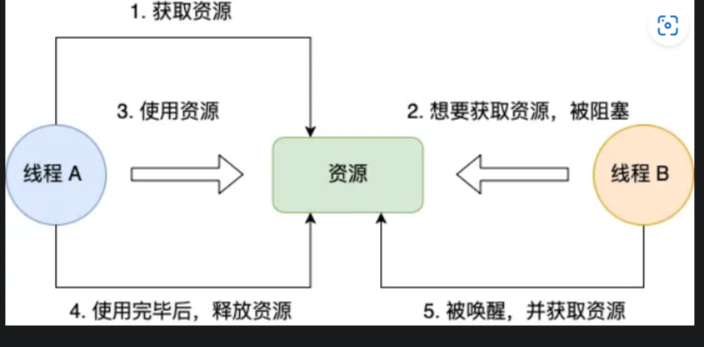 1. 获取资源
3. 使用资源
2. 想要获取资源，被阻塞
线程 A
资源
线程 B
4. 使用完毕后，释放资源
5. 被唤醒，并获取资源